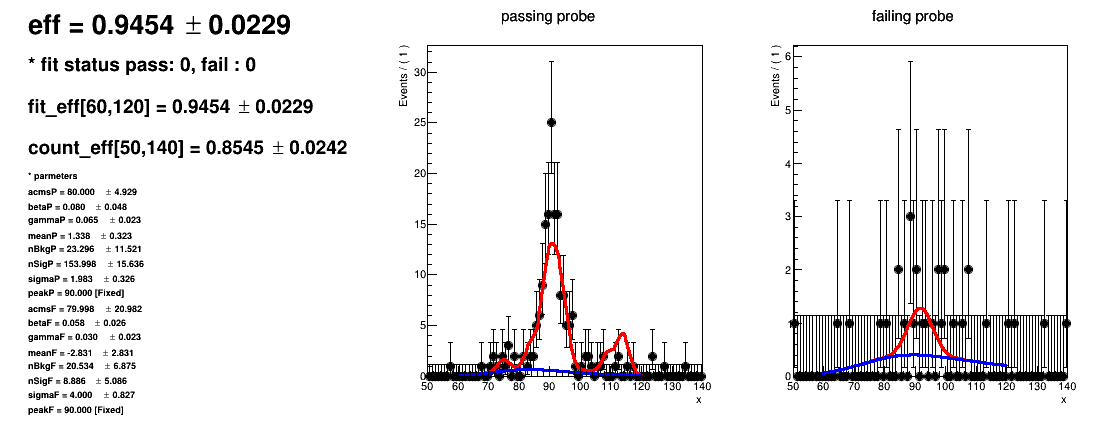 eff = 0.9454 ± 0.0229
* fit status pass: 0, fail : 0
fit_eff[60,120] = 0.9454 ± 0.0229
count_eff[50,140] = 0.8545 ± 0.0242
* parmeters
acmsP = 80.000 ± 4.929
betaP = 0.080 ± 0.048
gammaP = 0.065 ± 0.023
meanP = 1.338 ± 0.323
nBkgP = 23.296 ± 11.521
nSigP = 153.998 ± 15.636
sigmaP = 1.983 ± 0.326
peakP = 90.000 [Fixed]
acmsF = 79.998 ± 20.982
betaF = 0.058 ± 0.026
gammaF = 0.030 ± 0.023
meanF = -2.831 ± 2.831
nBkgF = 20.534 ± 6.875
nSigF = 8.886 ± 5.086
sigmaF = 4.000 ± 0.827
peakF = 90.000 [Fixed]
passing probe
Events / ( 1 )
30
25
20
15
10
5
0
50 60 70 80 90 100 110 120 130 140
x
failing probe
Events / ( 1 )
6
5
4
3
2
1
0
50 60 70 80 90 100 110 120 130 140
x